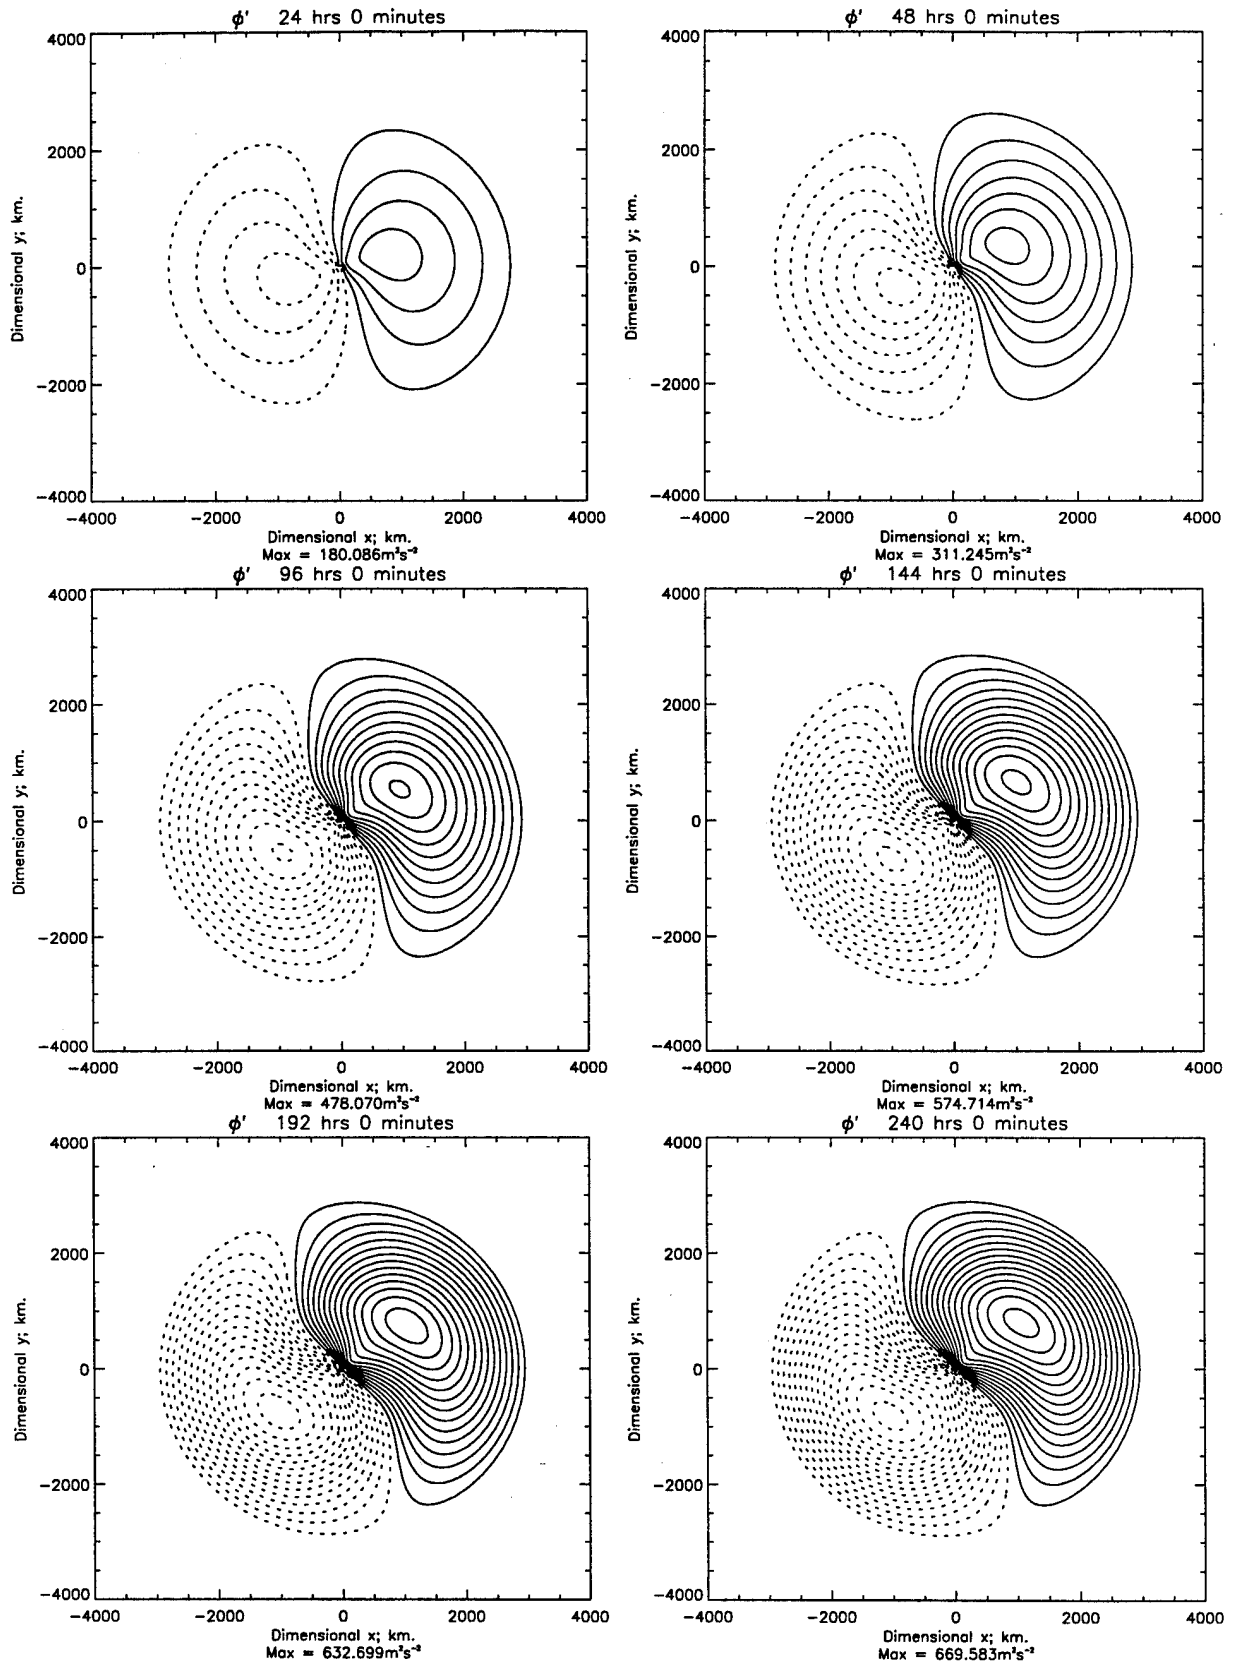 ϕ' 24 hrs 0 minutes
4000
2000
0
−2000
−4000
Dimensional y; km.
−4000 −2000 0 2000 4000
Dimensional x; km.
Max = 180.086m²s⁻²
ϕ' 48 hrs 0 minutes
4000
2000
0
−2000
−4000
Dimensional y; km.
−4000 −2000 0 2000 4000
Dimensional x; km.
Max = 311.245m²s⁻²
ϕ' 96 hrs 0 minutes
4000
2000
0
−2000
−4000
Dimensional y; km.
−4000 −2000 0 2000 4000
Dimensional x; km.
Max = 478.070m²s⁻²
ϕ' 144 hrs 0 minutes
4000
2000
0
−2000
−4000
Dimensional y; km.
−4000 −2000 0 2000 4000
Dimensional x; km.
Max = 574.714m²s⁻²
ϕ' 192 hrs 0 minutes
4000
2000
0
−2000
−4000
Dimensional y; km.
−4000 −2000 0 2000 4000
Dimensional x; km.
Max = 632.699m²s⁻²
ϕ' 240 hrs 0 minutes
4000
2000
0
−2000
−4000
Dimensional y; km.
−4000 −2000 0 2000 4000
Dimensional x; km.
Max = 669.583m²s⁻²